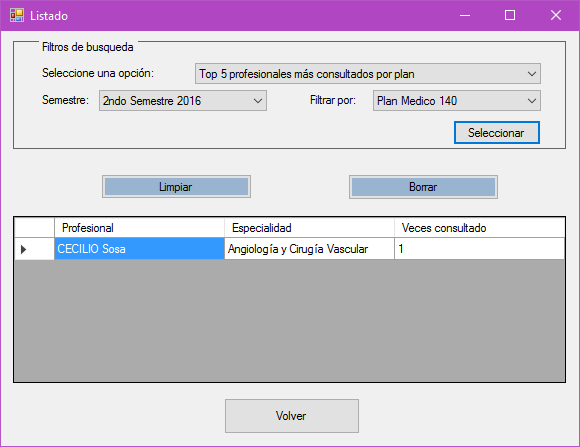 Listado
Filtros de busqueda
Seleccione una opción: Top 5 profesionales más consultados por plan
Semestre: 2ndo Semestre 2016 Filtrar por: Plan Medico 140
Seleccionar
Limpiar Borrar
Profesional Especialidad Veces consultado
CECILIO Sosa Angiología y Cirugía Vascular 1
Volver